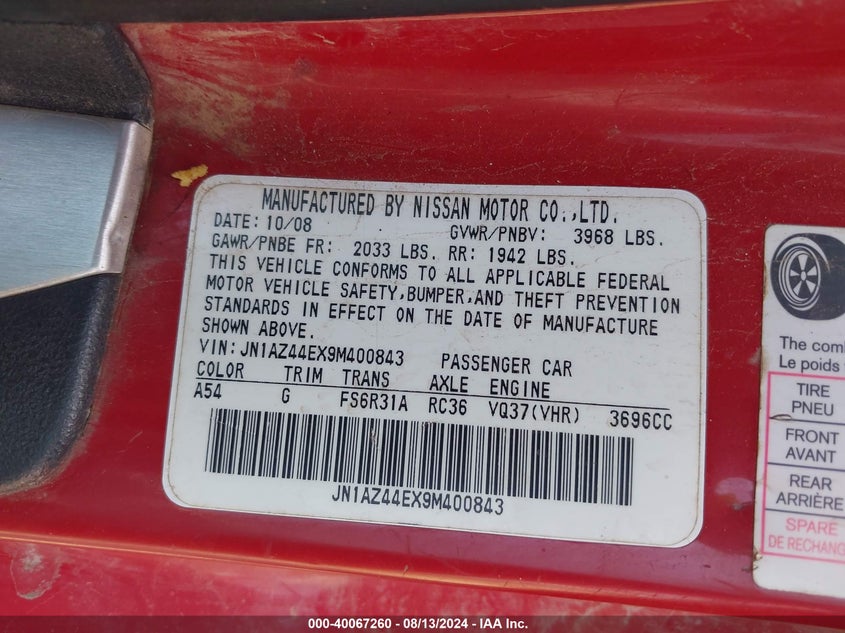 MANUFACTURED BY NISSAN MOTOR CO.,LTD.
DATE: 10/08 GVWR/PNBV: 3968 LBS.
GAWR/PNBE FR: 2033 LBS. RR: 1942 LBS.
THIS VEHICLE CONFORMS TO ALL APPLICABLE FEDERAL
MOTOR VEHICLE SAFETY,BUMPER,AND THEFT PREVENTION
STANDARDS IN EFFECT ON THE DATE OF MANUFACTURE
SHOWN ABOVE.
VIN:JN1AZ44EX9M400843 PASSENGER CAR
COLOR TRIM TRANS AXLE ENGINE
A54 G FS6R31A RC36 VQ37(VHR) 3696CC
JN1AZ44EX9M400843
The
Le poids
TIRE
PNEU
FRONT
AVANT
REAR
ARRIÈRE
SPARE
DE
000-40067260 - 08/13/2024 - IAA Inc.